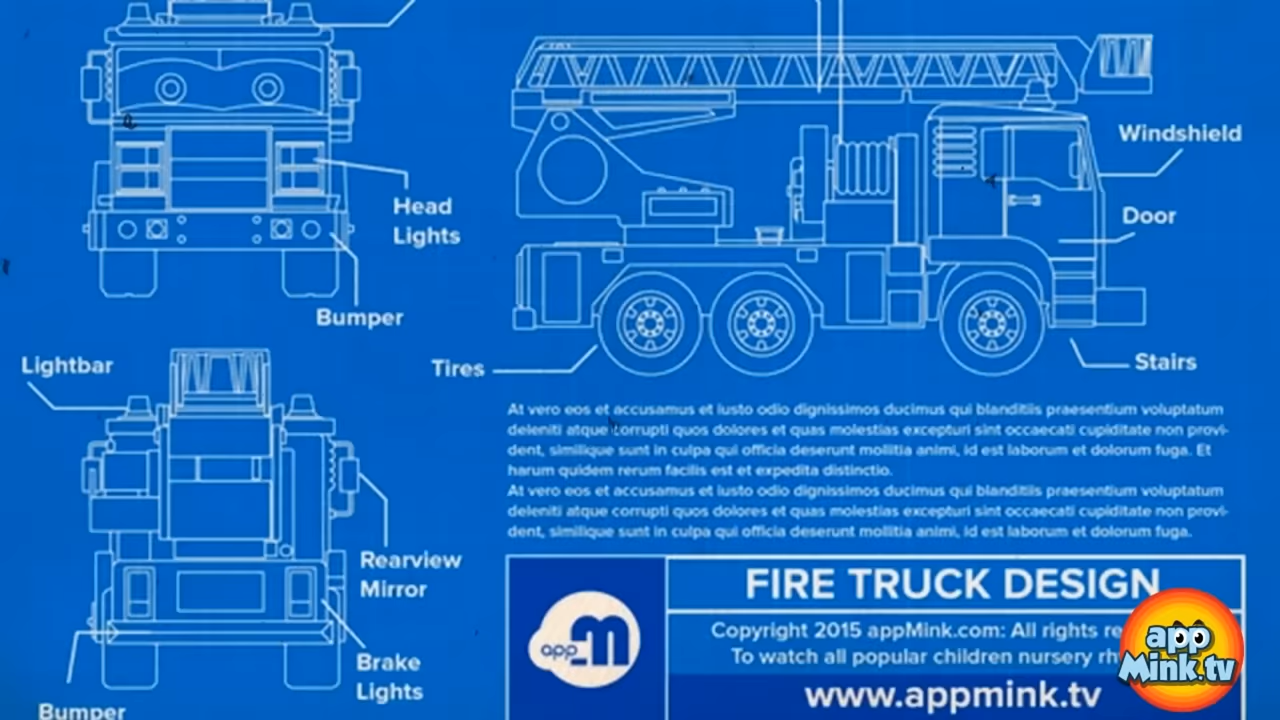 Windshield
Door
Head
Lights
Bumper
Lightbar
Tires
Stairs
At vero eos et accusamus et iusto odio dignissimos ducimus qui blanditiis praesentium voluptatum
deleniti atque corrupti quos dolores et quas molestias excepturi sint occaecati cupiditate non provi-
dent, similique sunt in culpa qui officia deserunt mollitia animi, id est laborum et dolorum fuga. Et
harum quidem rerum facilis est et expedita distinctio.
At vero eos et accusamus et iusto odio dignissimos ducimus qui blanditiis praesentium voluptatum
deleniti atque corrupti quos dolores et quas molestias excepturi sint occaecati cupiditate non provi-
dent, similique sunt in culpa qui officia deserunt mollitia animi, id est laborum et dolorum fuga.
Rearview
Mirror
Brake
Lights
Bumper
app m
FIRE TRUCK DESIGN
Copyright 2015 appMink.com: All rights
To watch all popular children nursery
www.appmink.tv
app
Mink.tv